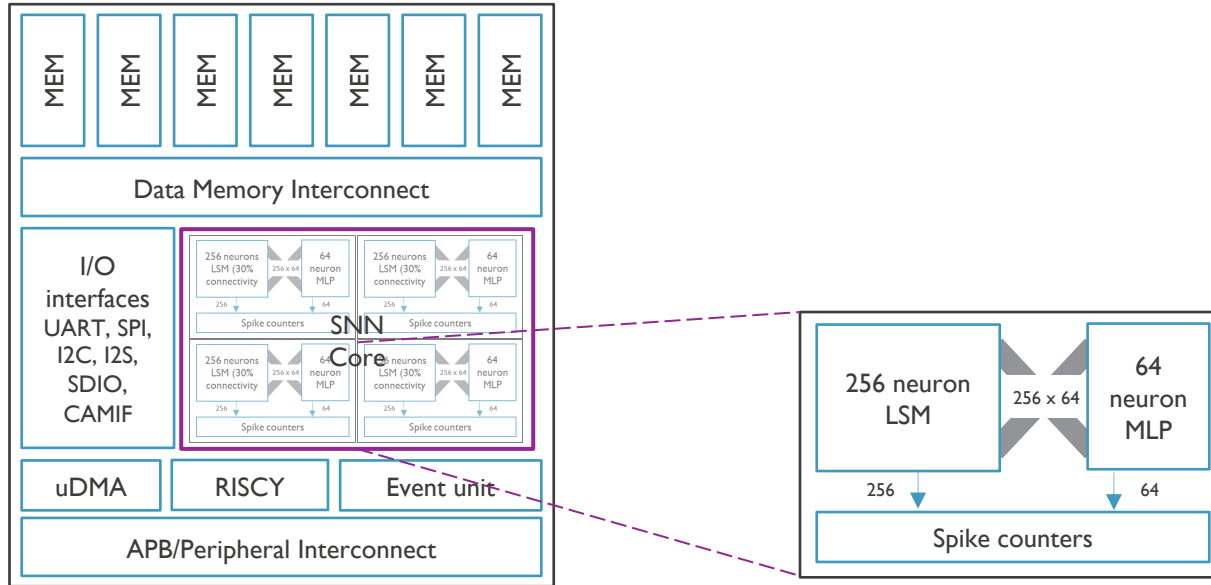 MEM
MEM
MEM
MEM
MEM
MEM
MEM
Data Memory Interconnect
I/O
interfaces
UART, SPI,
I2C, I2S,
SDIO,
CAMIF
256 neurons
LSM (30%
connectivity
256 x 64
64
neuron
MLP
256
64
Spike counters
256 neurons
LSM (30%
connectivity
256 x 64
64
neuron
MLP
256
64
Spike counters
SNN
Core
256 neurons
LSM (30%
connectivity
256 x 64
64
neuron
MLP
256
64
Spike counters
256 neurons
LSM (30%
connectivity
256 x 64
64
neuron
MLP
256
64
Spike counters
uDMA
RISCY
Event unit
APB/Peripheral Interconnect
256 neuron
LSM
256 x 64
64
neuron
MLP
256
64
Spike counters